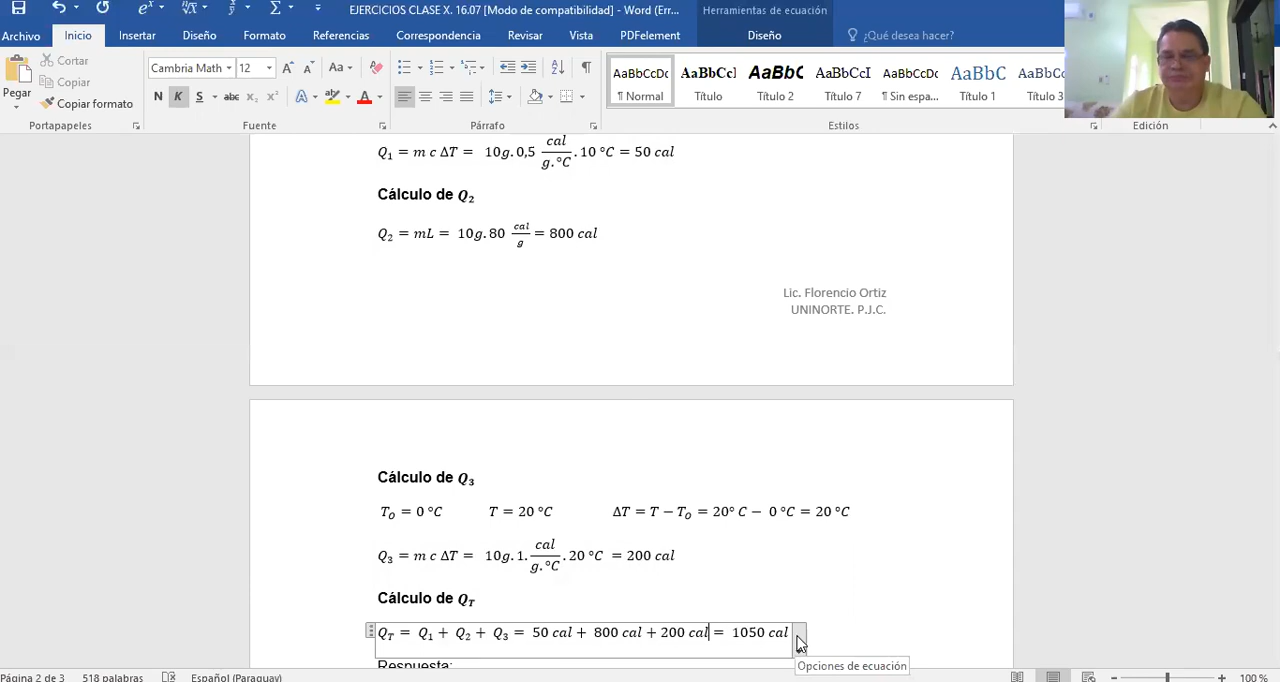 EJERCICIOS CLASE X. 16.07 [Modo de compatibilidad] - Word (Err...
Herramientas de ecuación
Archivo Inicio Insertar Diseño Formato Referencias Correspondencia Revisar Vista PDFelement Diseño ¿Qué desea hacer?
Pegar
Cortar
Copiar
Copiar formato
Cambria Math 12
N K S abc
AaBbCcDc AaBbCcI AaBbC AaBbCcDd AaBbCcDc AaBbC AaBbCcDc
¶ Normal Título Título 2 Título 7 ¶ Sin espa... Título 1 Título 3
Portapapeles Fuente Párrafo Estilos Edición
Q₁ = m c ΔT = 10g. 0,5 cal/g.°C . 10 °C = 50 cal
Cálculo de Q₂
Q₂ = mL = 10g. 80 cal/g = 800 cal
Lic. Florencio Ortiz
UNINORTE. P.J.C.
Cálculo de Q₃
T₀ = 0 °C T = 20 °C ΔT = T − T₀ = 20° C − 0 °C = 20 °C
Q₃ = m c ΔT = 10g. 1. cal/g.°C . 20 °C = 200 cal
Cálculo de Q_T
Q_T = Q₁ + Q₂ + Q₃ = 50 cal + 800 cal + 200 cal = 1050 cal
Opciones de ecuación
Respuesta:
Página 2 de 3 518 palabras Español (Paraguay) 100 %